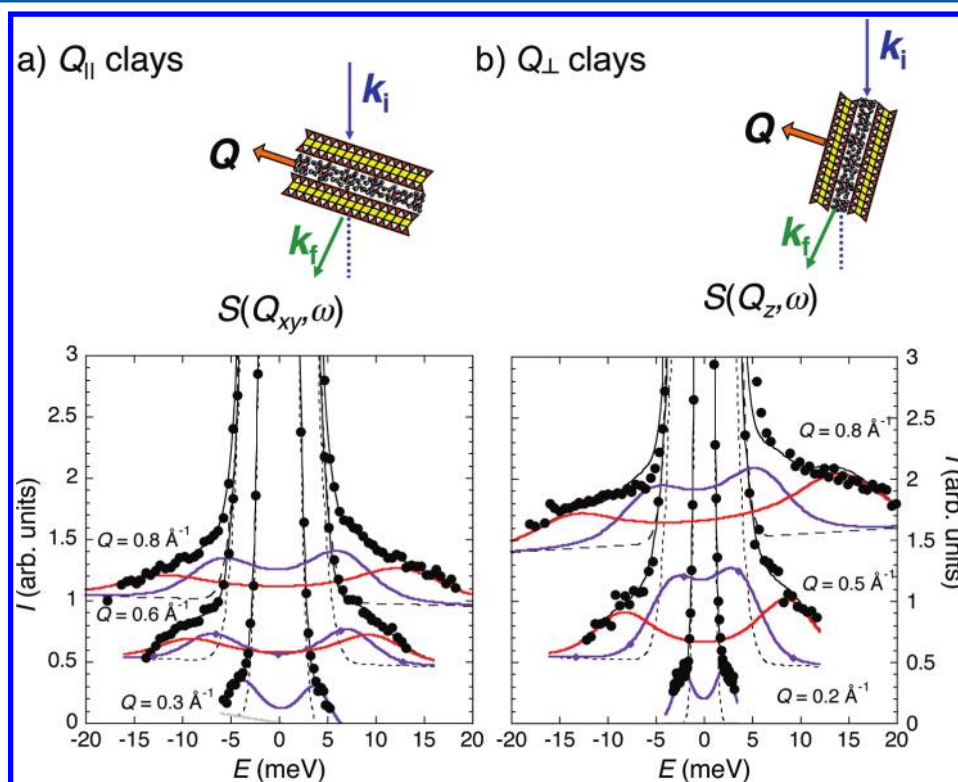 a) Q|| clays
k_i
Q
k_f
S(Q_xy, ω)
3
2.5
2
1.5
1
0.5
0
I (arb. units)
Q = 0.8 Å⁻¹
Q = 0.6 Å⁻¹
Q = 0.3 Å⁻¹
-20 -15 -10 -5 0 5 10 15 20
E (meV)
b) Q⊥ clays
k_i
Q
k_f
S(Q_z, ω)
3
2.5
2
1.5
1
0.5
0
I (arb. units)
Q = 0.8 Å⁻¹
Q = 0.5 Å⁻¹
Q = 0.2 Å⁻¹
-20 -15 -10 -5 0 5 10 15 20
E (meV)